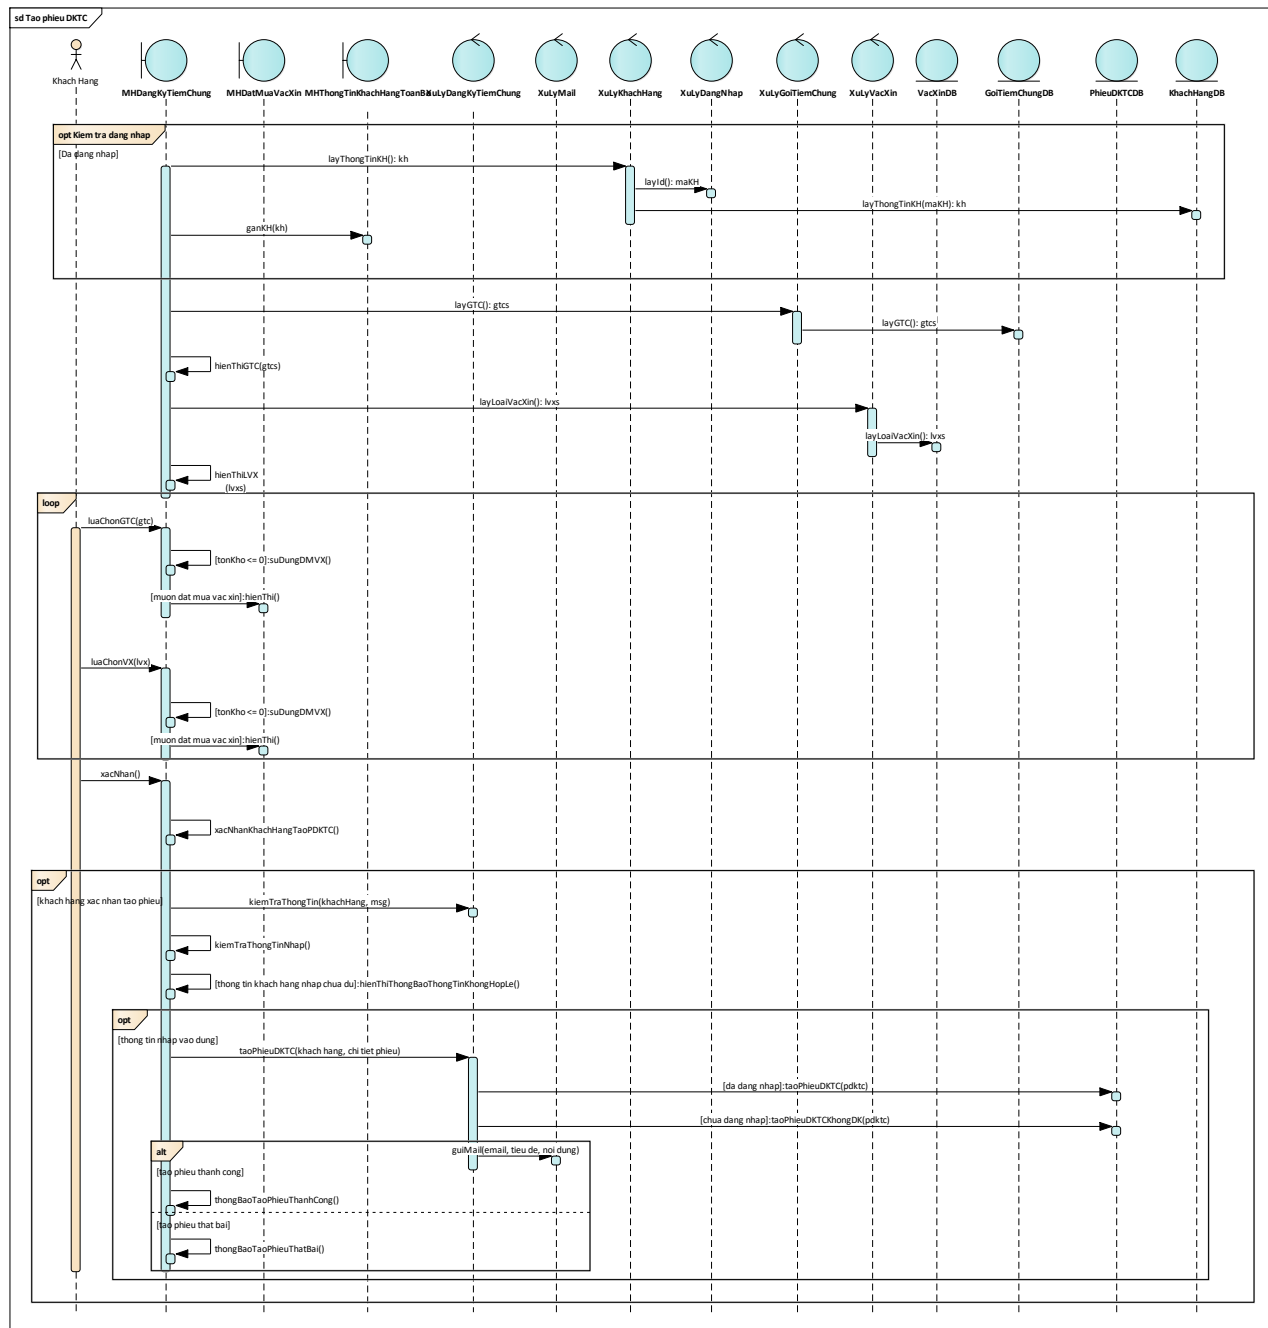 sd Tao phieu DKTC
Khach Hang
MHDangKyTiemChung
MHDatMuaVacXin
MHThongTinKhachHangToanBo
XuLyDangKyTiemChung
XuLyMail
XuLyKhachHang
XuLyDangNhap
XuLyGoiTiemChung
XuLyVacXin
VacXinDB
GoiTiemChungDB
PhieuDKTCDB
KhachHangDB
opt Kiem tra dang nhap
[Da dang nhap]
layThongTinKH(): kh
layId(): maKH
layThongTinKH(maKH): kh
ganKH(kh)
layGTC(): gtcs
layGTC(): gtcs
hienThiGTC(gtcs)
layLoaiVacXin(): lvxs
layLoaiVacXin(): lvxs
hienThiLVX
(lvxs)
loop
luaChonGTC(gtc)
[tonKho <= 0]:suDungDMVX()
[muon dat mua vac xin]:hienThi()
luaChonVX(lvx)
[tonKho <= 0]:suDungDMVX()
[muon dat mua vac xin]:hienThi()
xacNhan()
xacNhanKhachHangTaoPDKTC()
opt
[khach hang xac nhan tao phieu]
kiemTraThongTin(khachHang, msg)
kiemTraThongTinNhap()
[thong tin khach hang nhap chua du]:hienThiThongBaoThongTinKhongHopLe()
opt
[thong tin nhap vao dung]
taoPhieuDKTC(khach hang, chi tiet phieu)
[da dang nhap]:taoPhieuDKTC(pdktc)
[chua dang nhap]:taoPhieuDKTCKhongDK(pdktc)
alt
guiMail(email, tieu de, noi dung)
[tao phieu thanh cong]
thongBaoTaoPhieuThanhCong()
[tao phieu that bai]
thongBaoTaoPhieuThatBai()